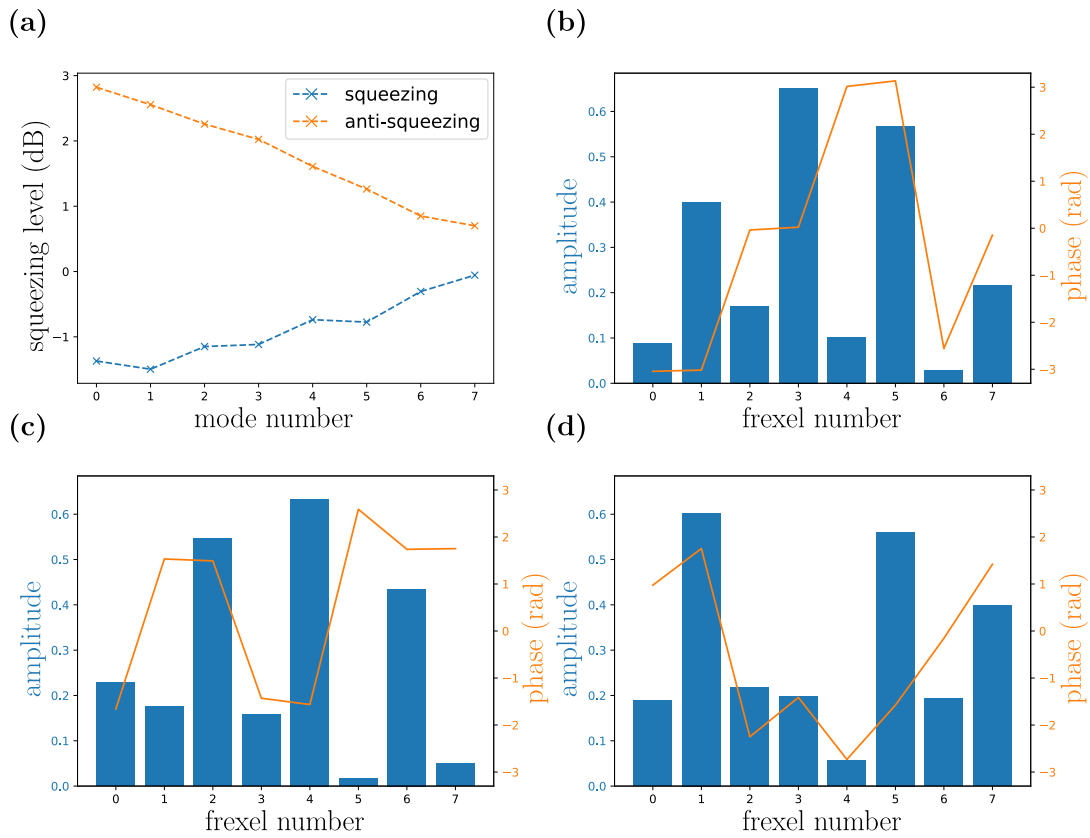 (a)
3
2
1
0
−1
squeezing level (dB)
squeezing
anti-squeezing
0 1 2 3 4 5 6 7
mode number
(b)
0.6
0.5
0.4
0.3
0.2
0.1
0.0
amplitude
3
2
1
0
−1
−2
−3
phase (rad)
0 1 2 3 4 5 6 7
frexel number
(c)
0.6
0.5
0.4
0.3
0.2
0.1
0.0
amplitude
3
2
1
0
−1
−2
−3
phase (rad)
0 1 2 3 4 5 6 7
frexel number
(d)
0.6
0.5
0.4
0.3
0.2
0.1
0.0
amplitude
3
2
1
0
−1
−2
−3
phase (rad)
0 1 2 3 4 5 6 7
frexel number